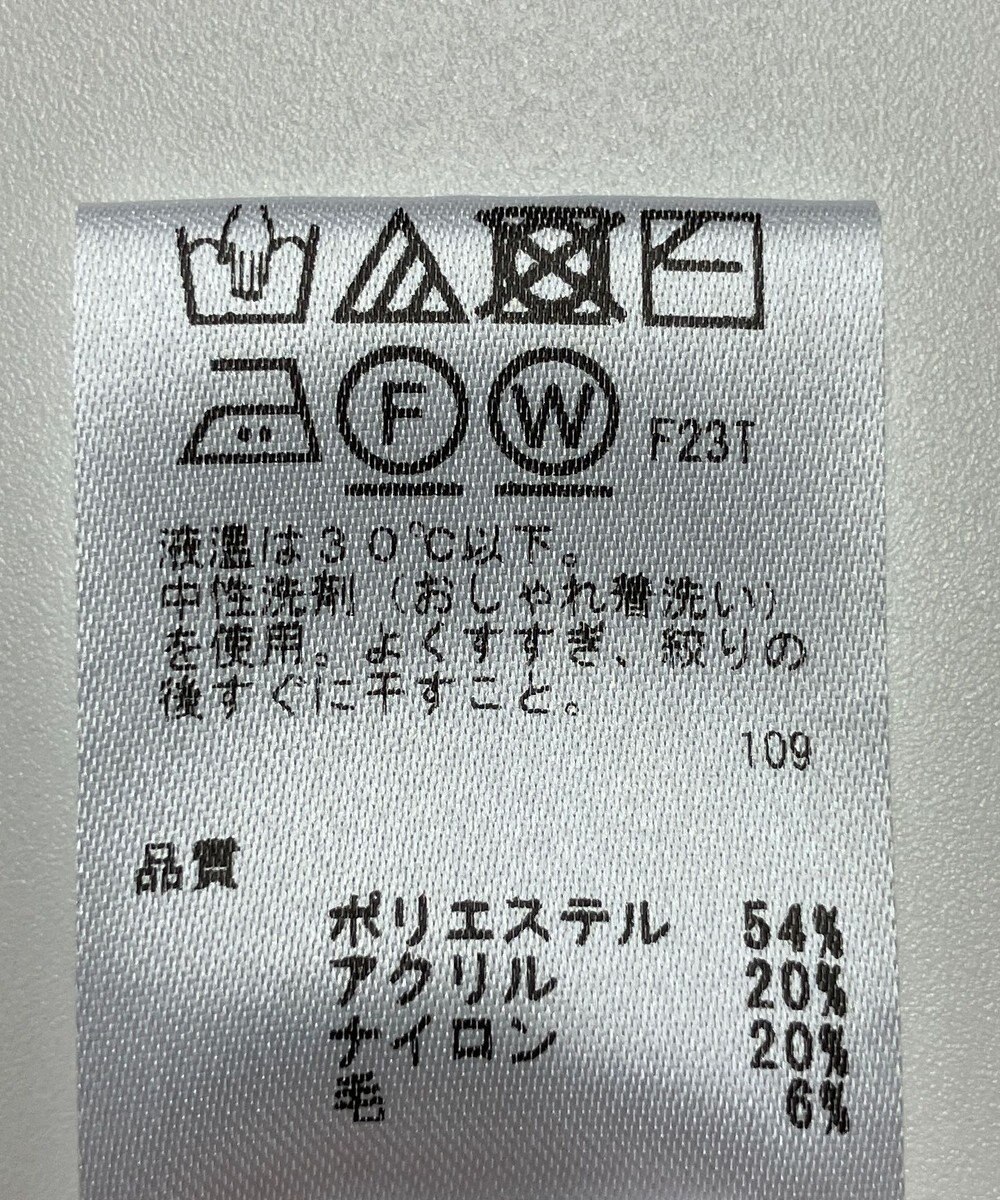 F W F23T
液温は30℃以下。
中性洗剤(おしゃれ着洗い)
を使用。よくすすぎ、絞りの
後すぐに干すこと。
109
品質
ポリエステル 54%
アクリル 20%
ナイロン 20%
毛 6%